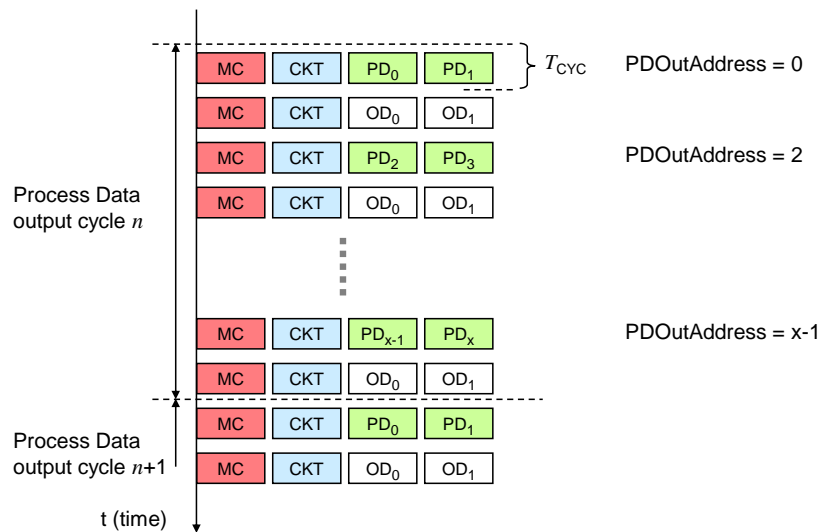 MC CKT PD0 PD1 TCYC PDOutAddress = 0
MC CKT OD0 OD1
MC CKT PD2 PD3 PDOutAddress = 2
Process Data
output cycle n
MC CKT OD0 OD1
MC CKT PDx-1 PDx PDOutAddress = x-1
MC CKT OD0 OD1
MC CKT PD0 PD1
Process Data
output cycle n+1
MC CKT OD0 OD1
t (time)